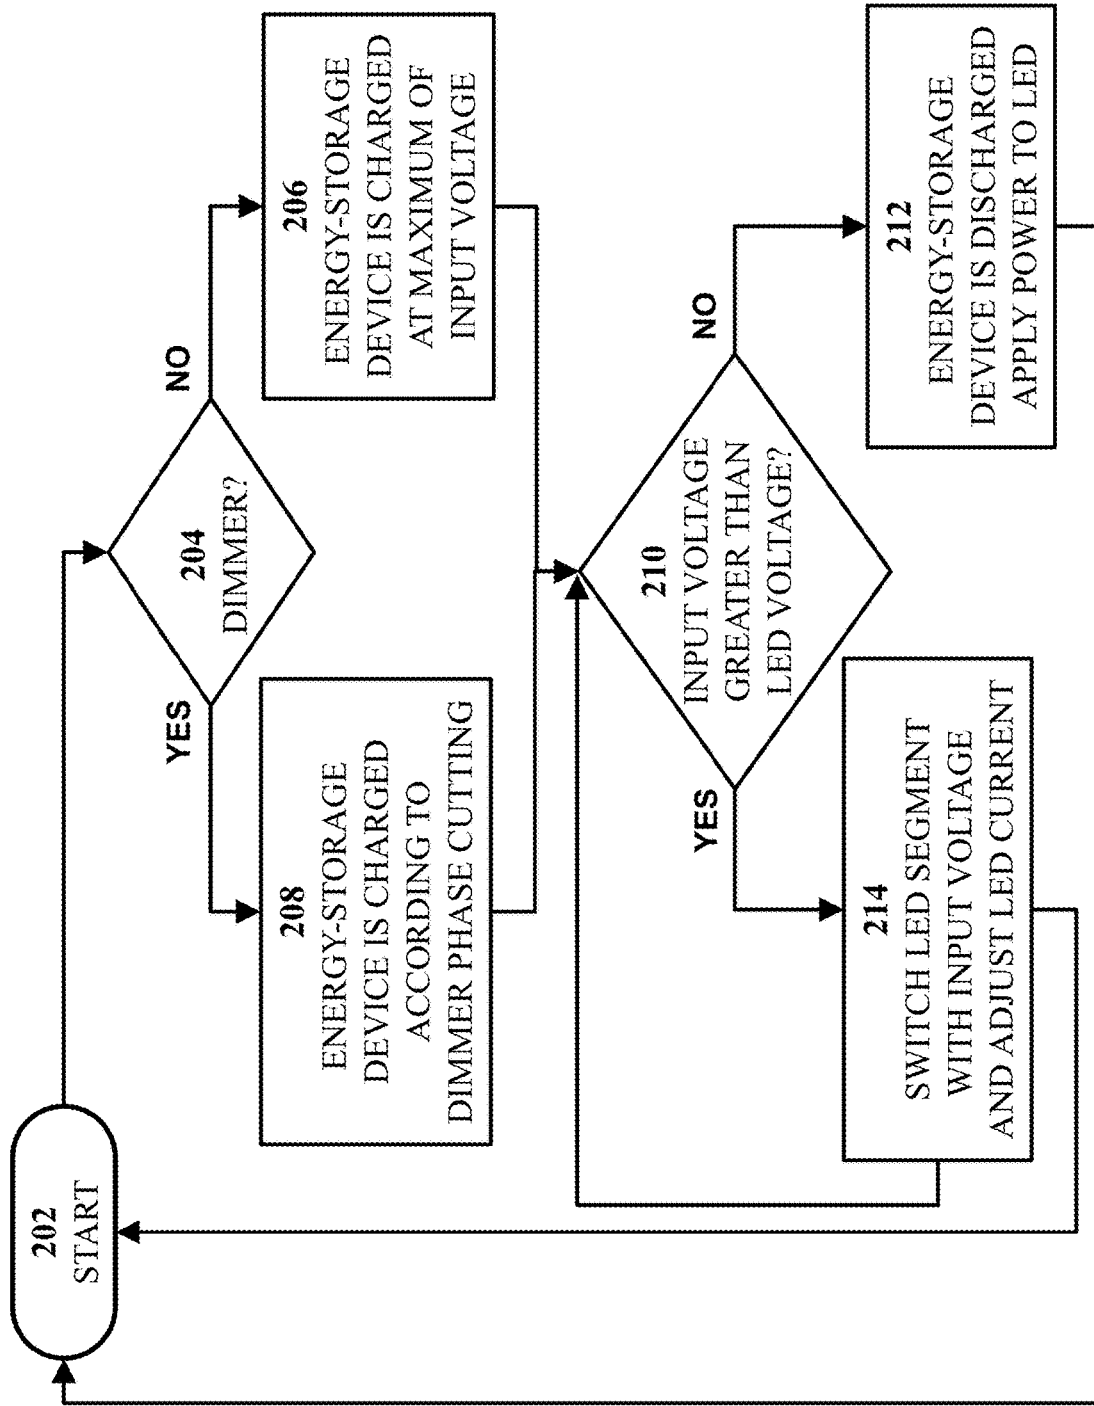 202
START
204
DIMMER?
YES
NO
208
ENERGY-STORAGE
DEVICE IS CHARGED
ACCORDING TO
DIMMER PHASE CUTTING
206
ENERGY-STORAGE
DEVICE IS CHARGED
AT MAXIMUM OF
INPUT VOLTAGE
210
INPUT VOLTAGE
GREATER THAN
LED VOLTAGE?
YES
NO
214
SWITCH LED SEGMENT
WITH INPUT VOLTAGE
AND ADJUST LED CURRENT
212
ENERGY-STORAGE
DEVICE IS DISCHARGED
APPLY POWER TO LED